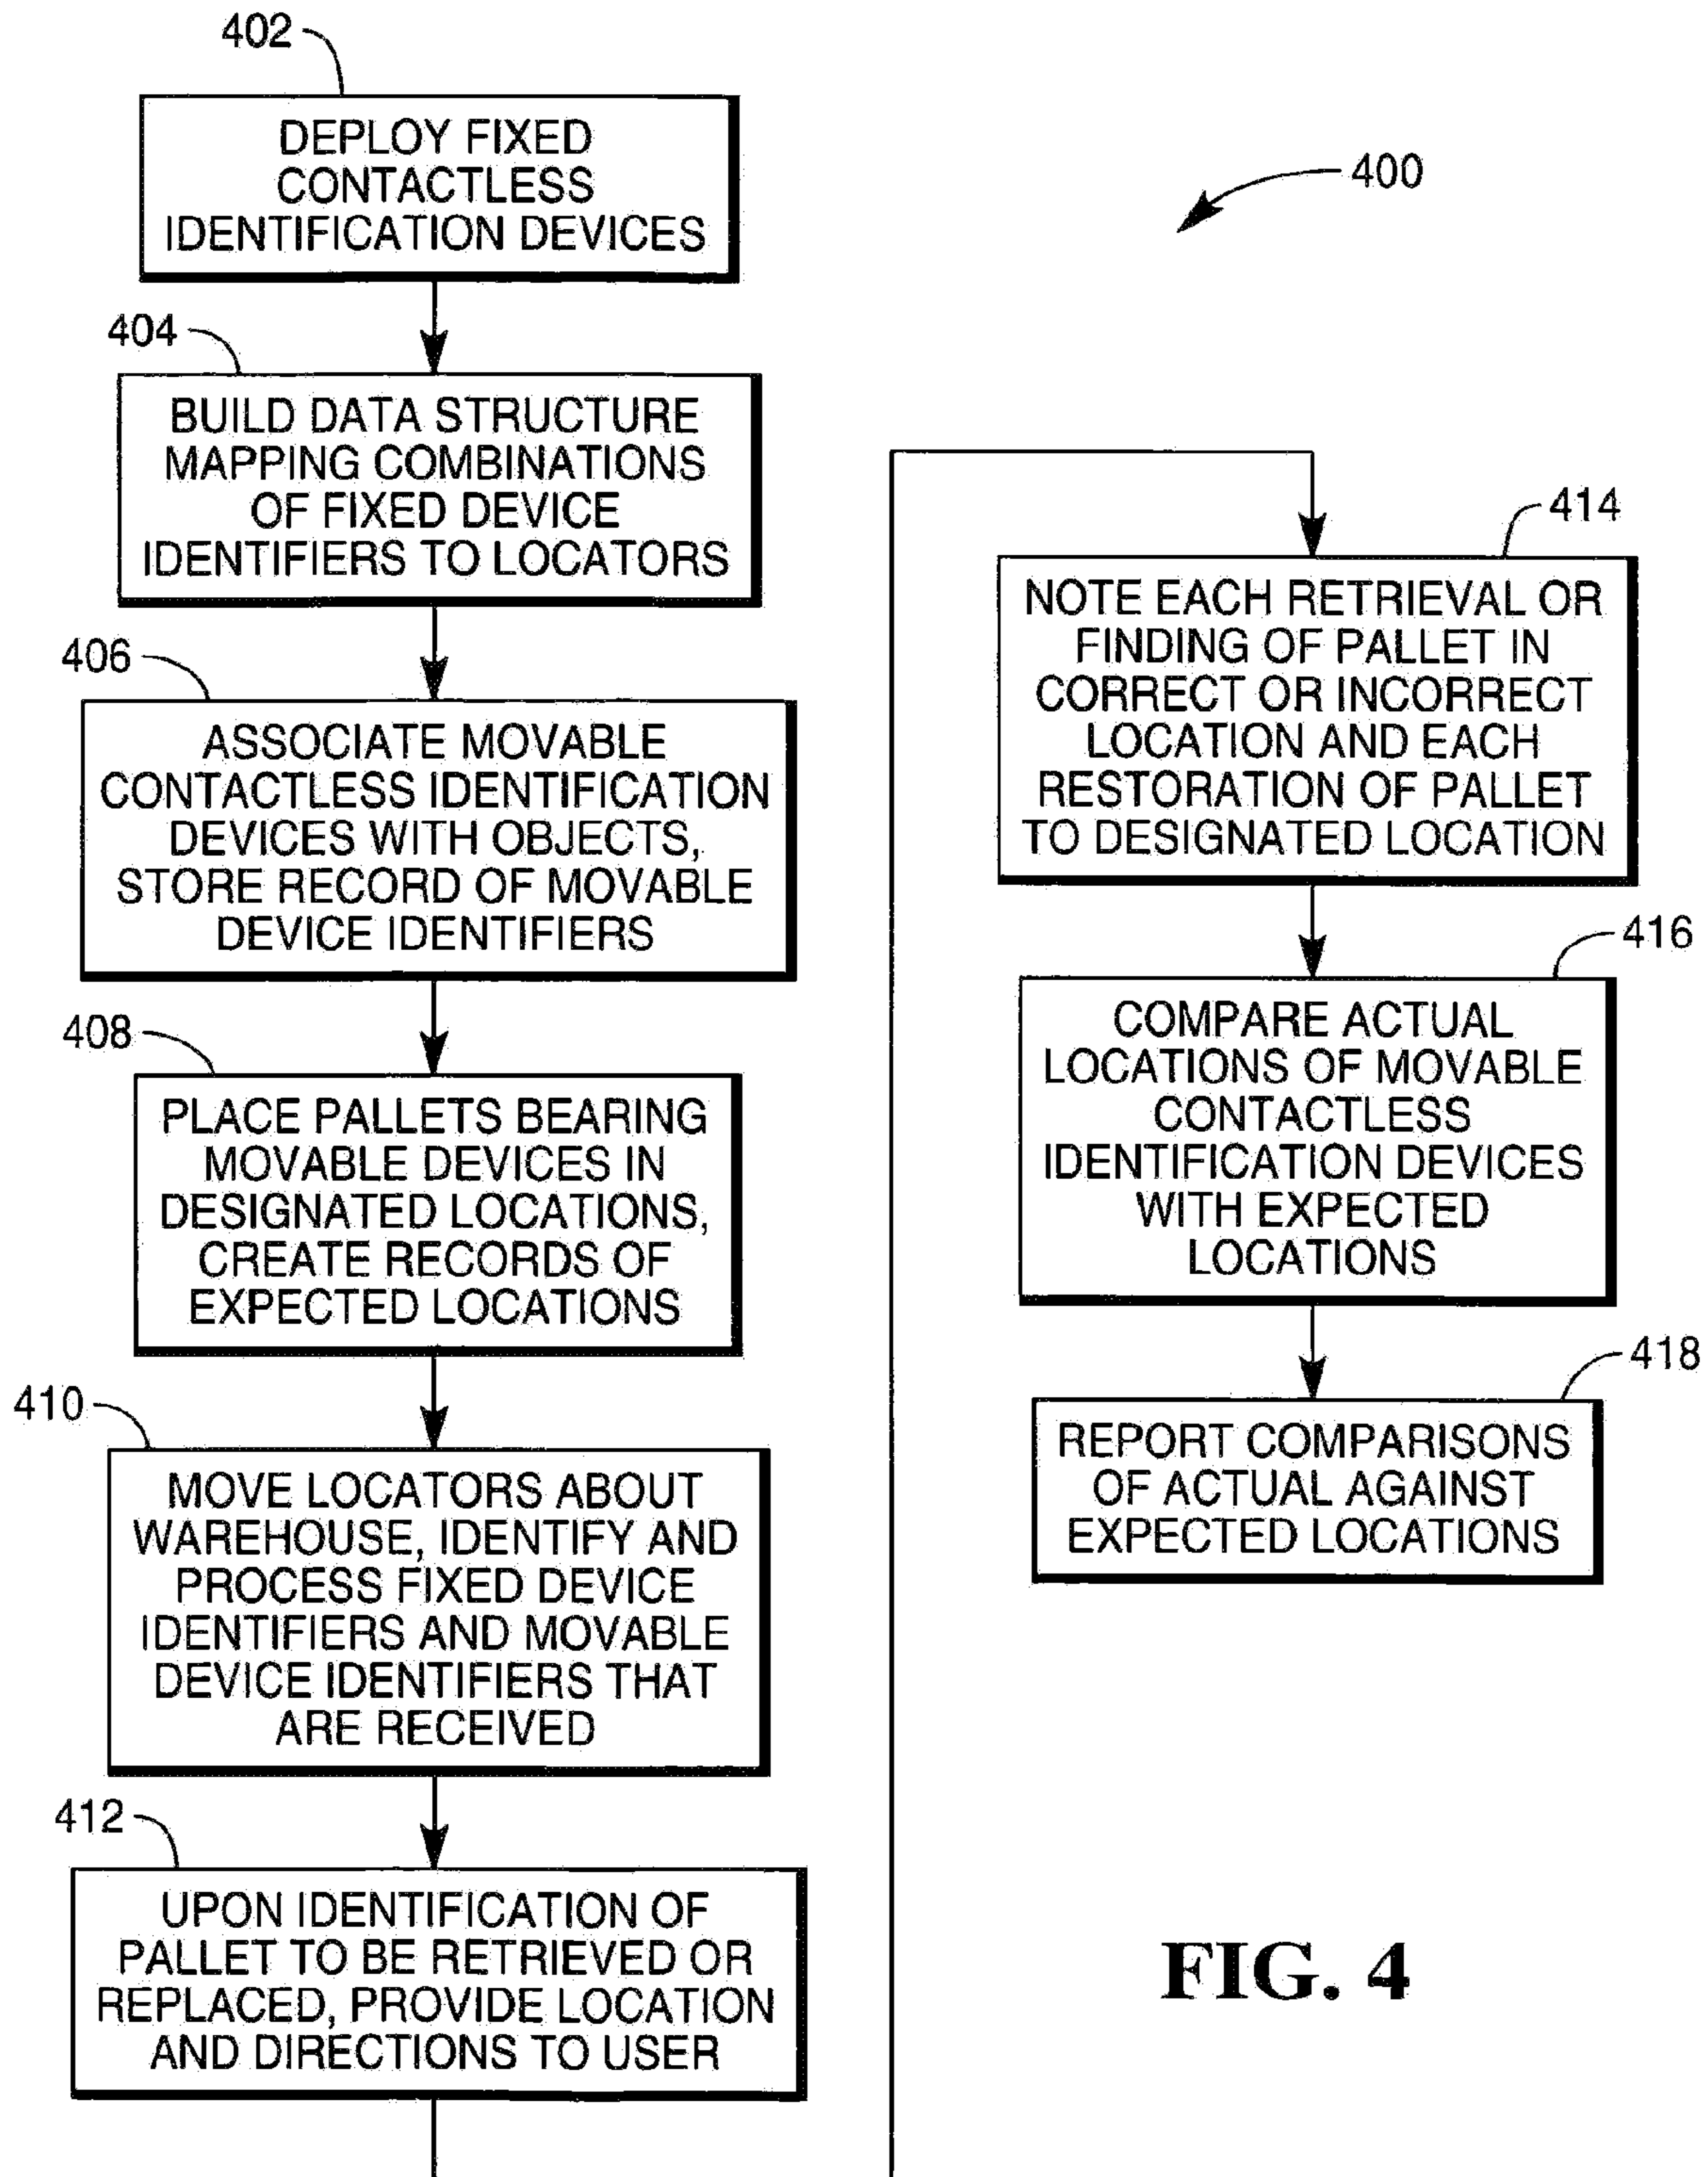 402
DEPLOY FIXED
CONTACTLESS
IDENTIFICATION DEVICES
404
BUILD DATA STRUCTURE
MAPPING COMBINATIONS
OF FIXED DEVICE
IDENTIFIERS TO LOCATORS
406
ASSOCIATE MOVABLE
CONTACTLESS IDENTIFICATION
DEVICES WITH OBJECTS,
STORE RECORD OF MOVABLE
DEVICE IDENTIFIERS
408
PLACE PALLETS BEARING
MOVABLE DEVICES IN
DESIGNATED LOCATIONS,
CREATE RECORDS OF
EXPECTED LOCATIONS
410
MOVE LOCATORS ABOUT
WAREHOUSE, IDENTIFY AND
PROCESS FIXED DEVICE
IDENTIFIERS AND MOVABLE
DEVICE IDENTIFIERS THAT
ARE RECEIVED
412
UPON IDENTIFICATION OF
PALLET TO BE RETRIEVED OR
REPLACED, PROVIDE LOCATION
AND DIRECTIONS TO USER
400
414
NOTE EACH RETRIEVAL OR
FINDING OF PALLET IN
CORRECT OR INCORRECT
LOCATION AND EACH
RESTORATION OF PALLET
TO DESIGNATED LOCATION
416
COMPARE ACTUAL
LOCATIONS OF MOVABLE
CONTACTLESS
IDENTIFICATION DEVICES
WITH EXPECTED
LOCATIONS
418
REPORT COMPARISONS
OF ACTUAL AGAINST
EXPECTED LOCATIONS
FIG. 4